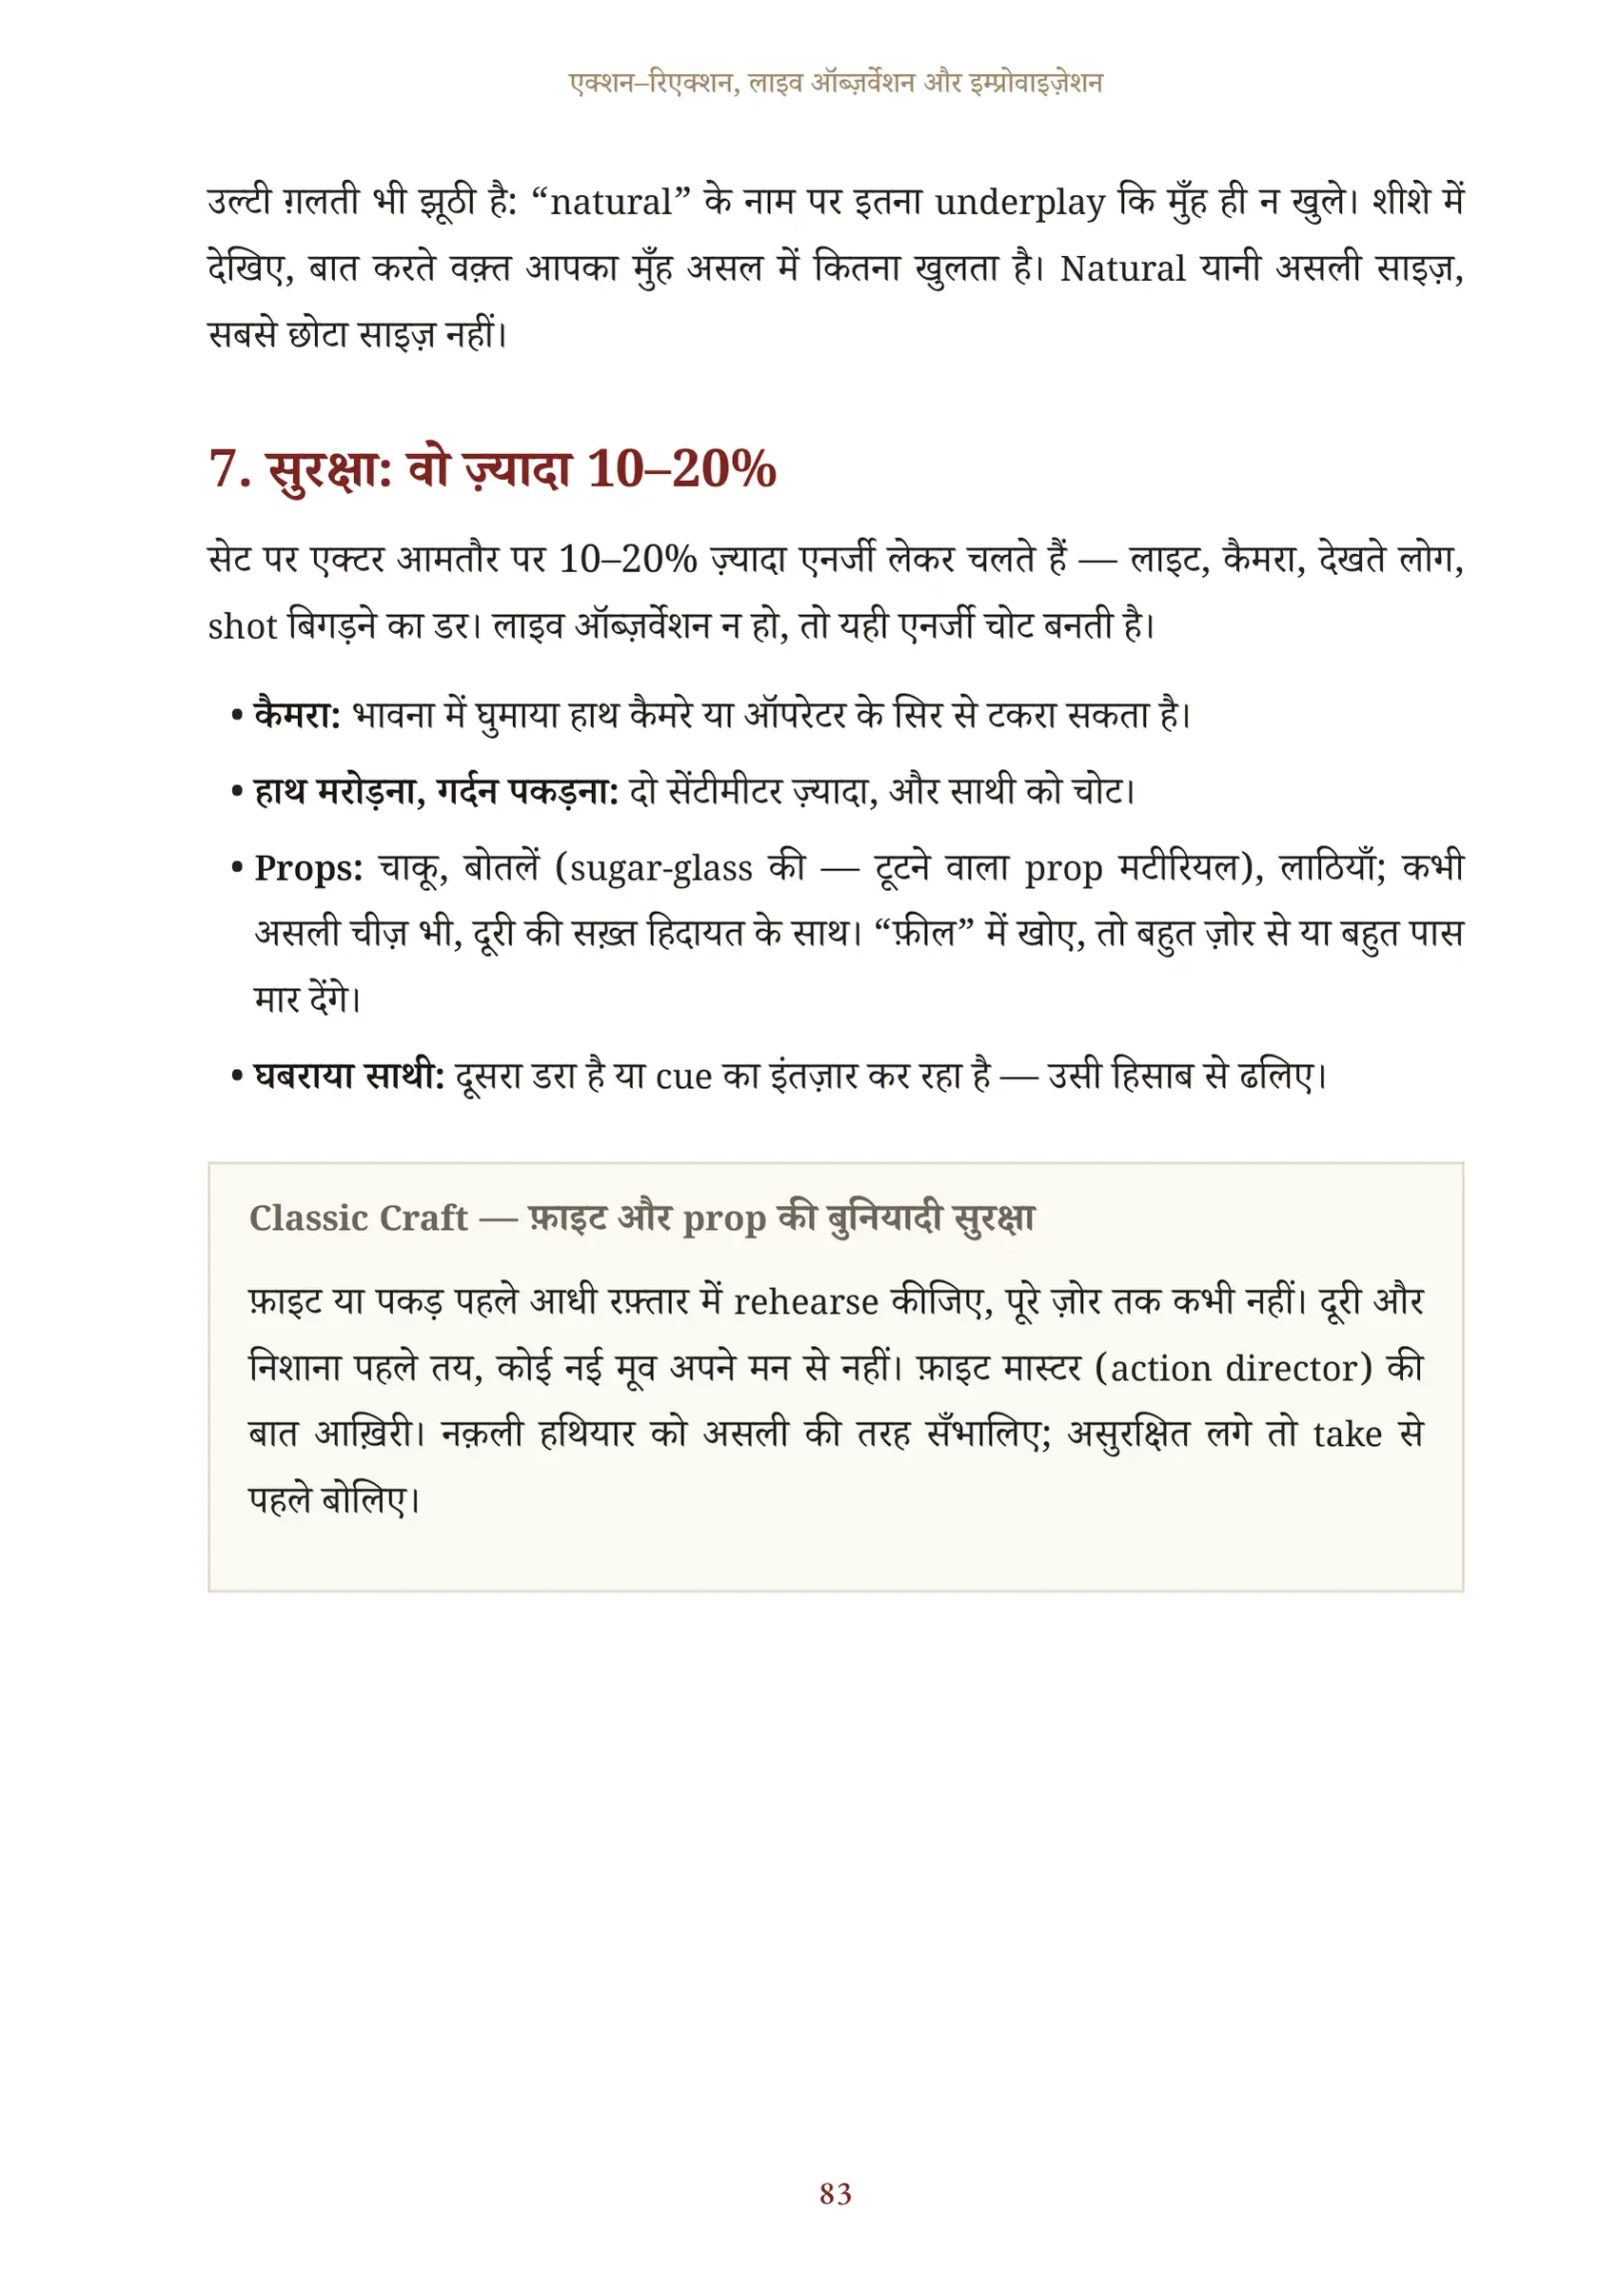 एक्शन–रिएक्शन, लाइव ऑब्ज़र्वेशन और इम्प्रोवाइज़ेशन
उल्टी ग़लती भी झूठी है: “natural” के नाम पर इतना underplay कि मुँह ही न खुले। शीशे में
देखिए, बात करते वक़्त आपका मुँह असल में कितना खुलता है। Natural यानी असली साइज़,
सबसे छोटा साइज़ नहीं।
7. सुरक्षा: वो ज़्यादा 10–20%
सेट पर एक्टर आमतौर पर 10–20% ज़्यादा एनर्जी लेकर चलते हैं — लाइट, कैमरा, देखते लोग,
shot बिगड़ने का डर। लाइव ऑब्ज़र्वेशन न हो, तो यही एनर्जी चोट बनती है।
• कैमरा: भावना में घुमाया हाथ कैमरे या ऑपरेटर के सिर से टकरा सकता है।
• हाथ मरोड़ना, गर्दन पकड़ना: दो सेंटीमीटर ज़्यादा, और साथी को चोट।
• Props: चाकू, बोतलें (sugar-glass की — टूटने वाला prop मटीरियल), लाठियाँ; कभी
असली चीज़ भी, दूरी की सख़्त हिदायत के साथ। “फ़ील” में खोए, तो बहुत ज़ोर से या बहुत पास
मार देंगे।
• घबराया साथी: दूसरा डरा है या cue का इंतज़ार कर रहा है — उसी हिसाब से ढलिए।
Classic Craft — फ़ाइट और prop की बुनियादी सुरक्षा
फ़ाइट या पकड़ पहले आधी रफ़्तार में rehearse कीजिए, पूरे ज़ोर तक कभी नहीं। दूरी और
निशाना पहले तय, कोई नई मूव अपने मन से नहीं। फ़ाइट मास्टर (action director) की
बात आख़िरी। नक़ली हथियार को असली की तरह सँभालिए; असुरक्षित लगे तो take से
पहले बोलिए।
83